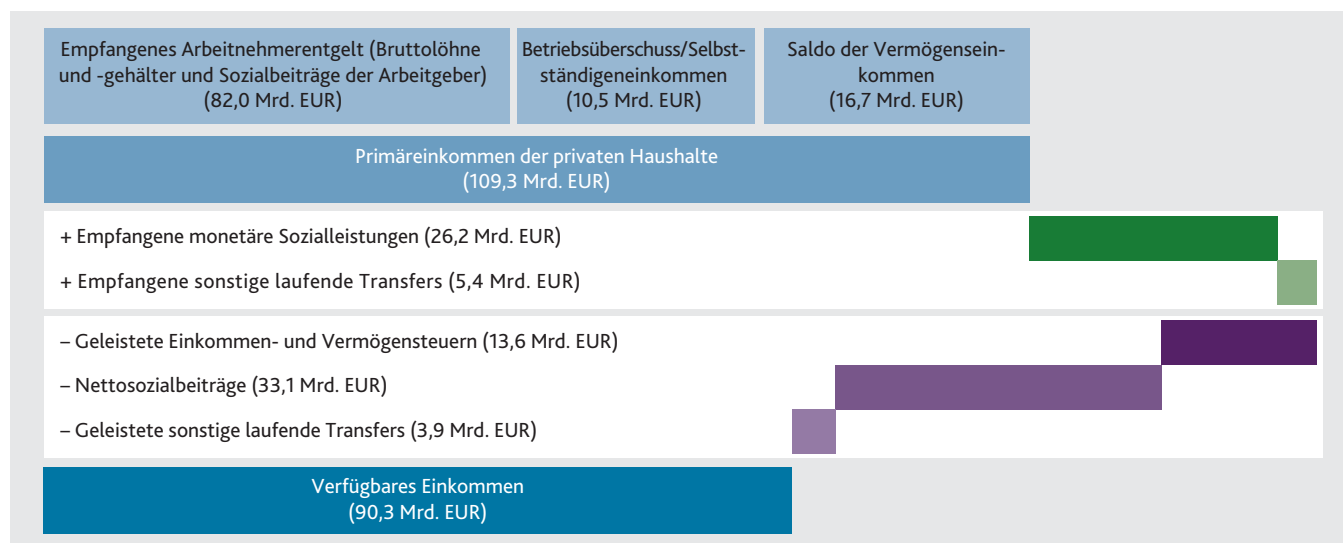 Empfangenes Arbeitnehmerentgelt (Bruttolöhne
und -gehälter und Sozialbeiträge der Arbeitgeber)
(82,0 Mrd. EUR)
Betriebsüberschuss/Selbst-
ständigeneinkommen
(10,5 Mrd. EUR)
Saldo der Vermögensein-
kommen
(16,7 Mrd. EUR)
Primäreinkommen der privaten Haushalte
(109,3 Mrd. EUR)
+ Empfangene monetäre Sozialleistungen (26,2 Mrd. EUR)
+ Empfangene sonstige laufende Transfers (5,4 Mrd. EUR)
– Geleistete Einkommen- und Vermögensteuern (13,6 Mrd. EUR)
– Nettosozialbeiträge (33,1 Mrd. EUR)
– Geleistete sonstige laufende Transfers (3,9 Mrd. EUR)
Verfügbares Einkommen
(90,3 Mrd. EUR)